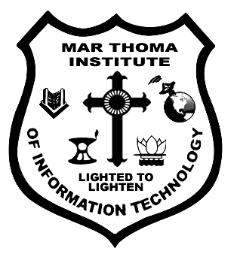 MAR THOMA
INSTITUTE
OF INFORMATION TECHNOLOGY
LIGHTED TO
LIGHTEN